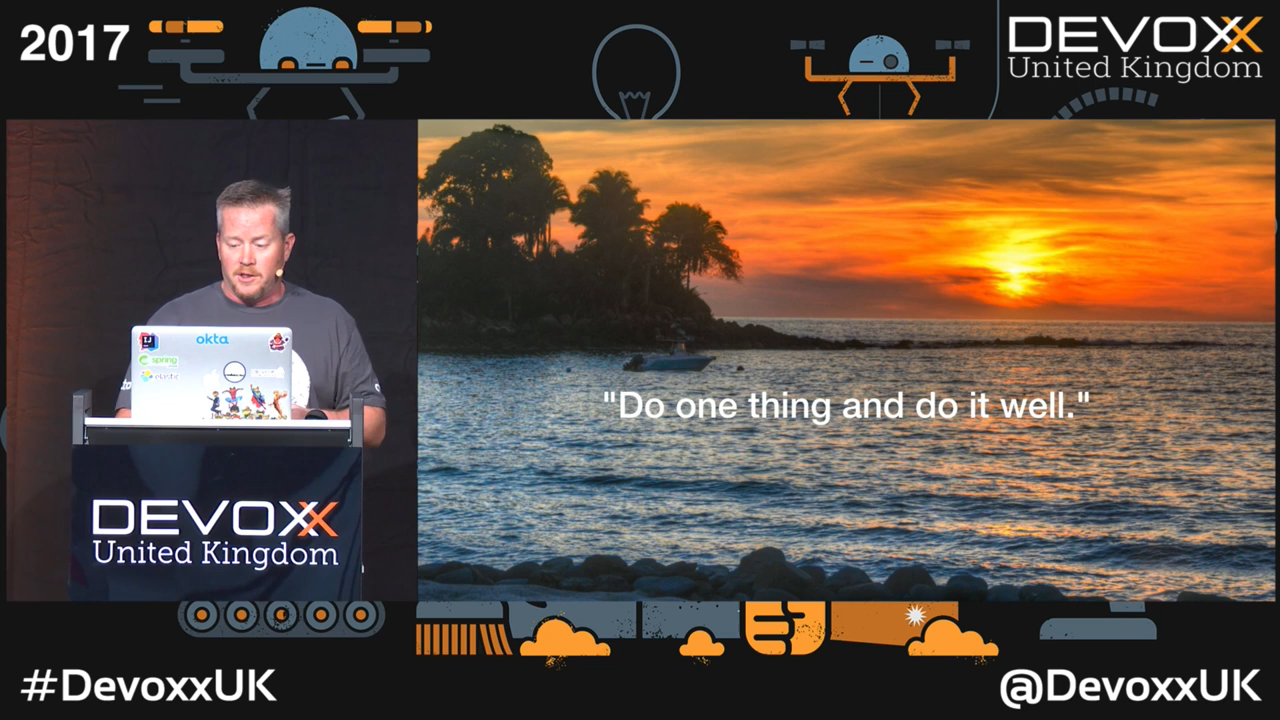 2017
DEVOXX
United Kingdom
okta
IJ
spring
elastic
"Do one thing and do it well."
DEVOXX
United Kingdom
#DevoxxUK
@DevoxxUK